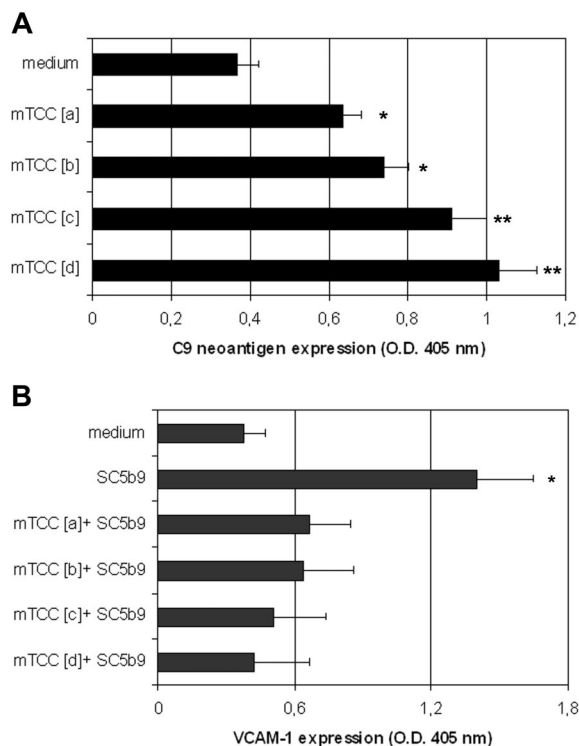 A
medium
mTCC [a]
*
mTCC [b]
*
mTCC [c]
**
mTCC [d]
**
0 0,2 0,4 0,6 0,8 1 1,2
C9 neoantigen expression (O.D. 405 nm)
B
medium
SC5b9
*
mTCC [a]+ SC5b9
mTCC [b]+ SC5b9
mTCC [c]+ SC5b9
mTCC [d]+ SC5b9
0 0,6 1,2 1,8
VCAM-1 expression (O.D. 405 nm)